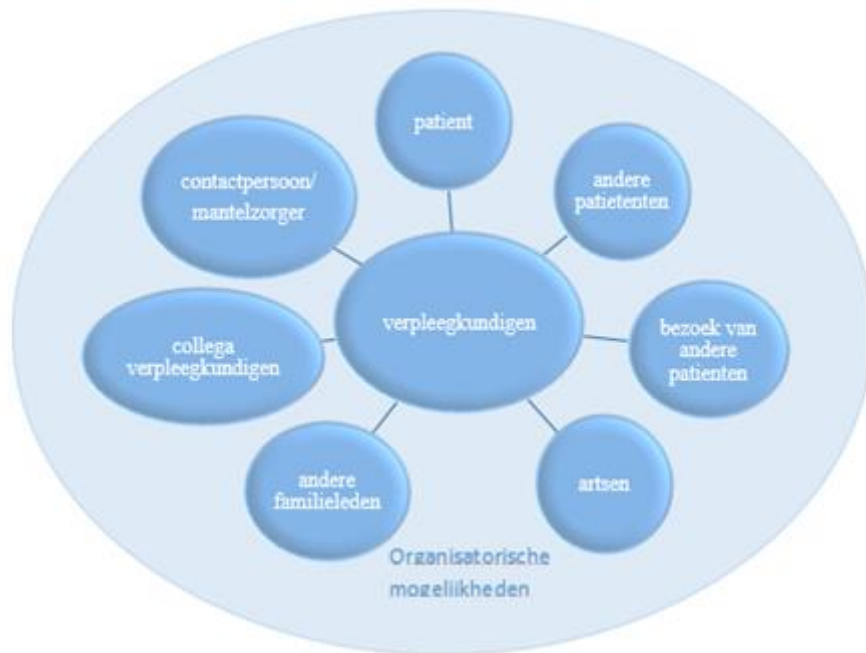 patient
contactpersoon/
mantelzorger
andere
patietenten
verpleegkundigen
bezoek van
andere
patienten
collega
verpleegkundigen
andere
familieleden
artsen
Organisatorische
mogelijkheden